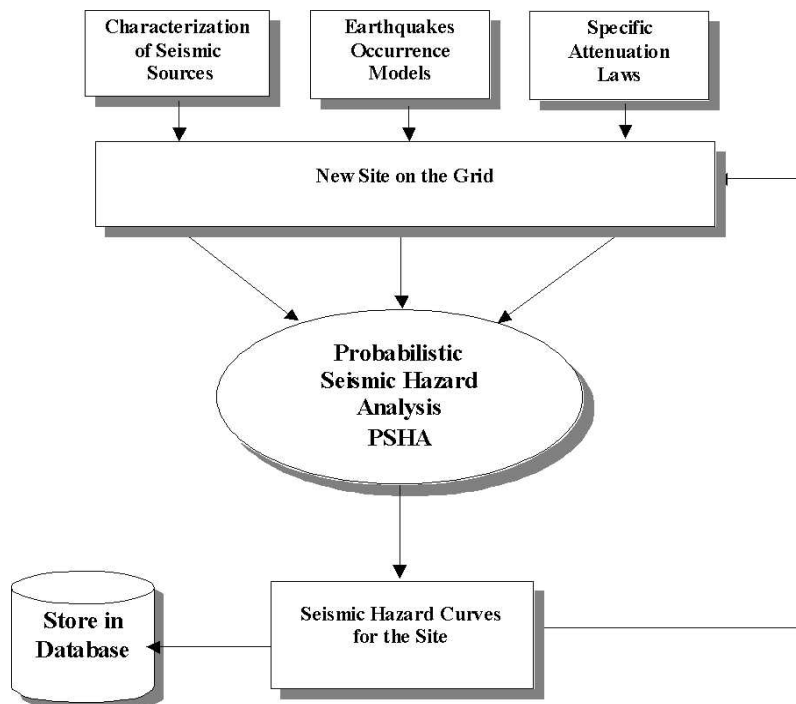 Characterization
of Seismic
Sources
Earthquakes
Occurrence
Models
Specific
Attenuation
Laws
New Site on the Grid
Probabilistic
Seismic Hazard
Analysis
PSHA
Seismic Hazard Curves
for the Site
Store in
Database